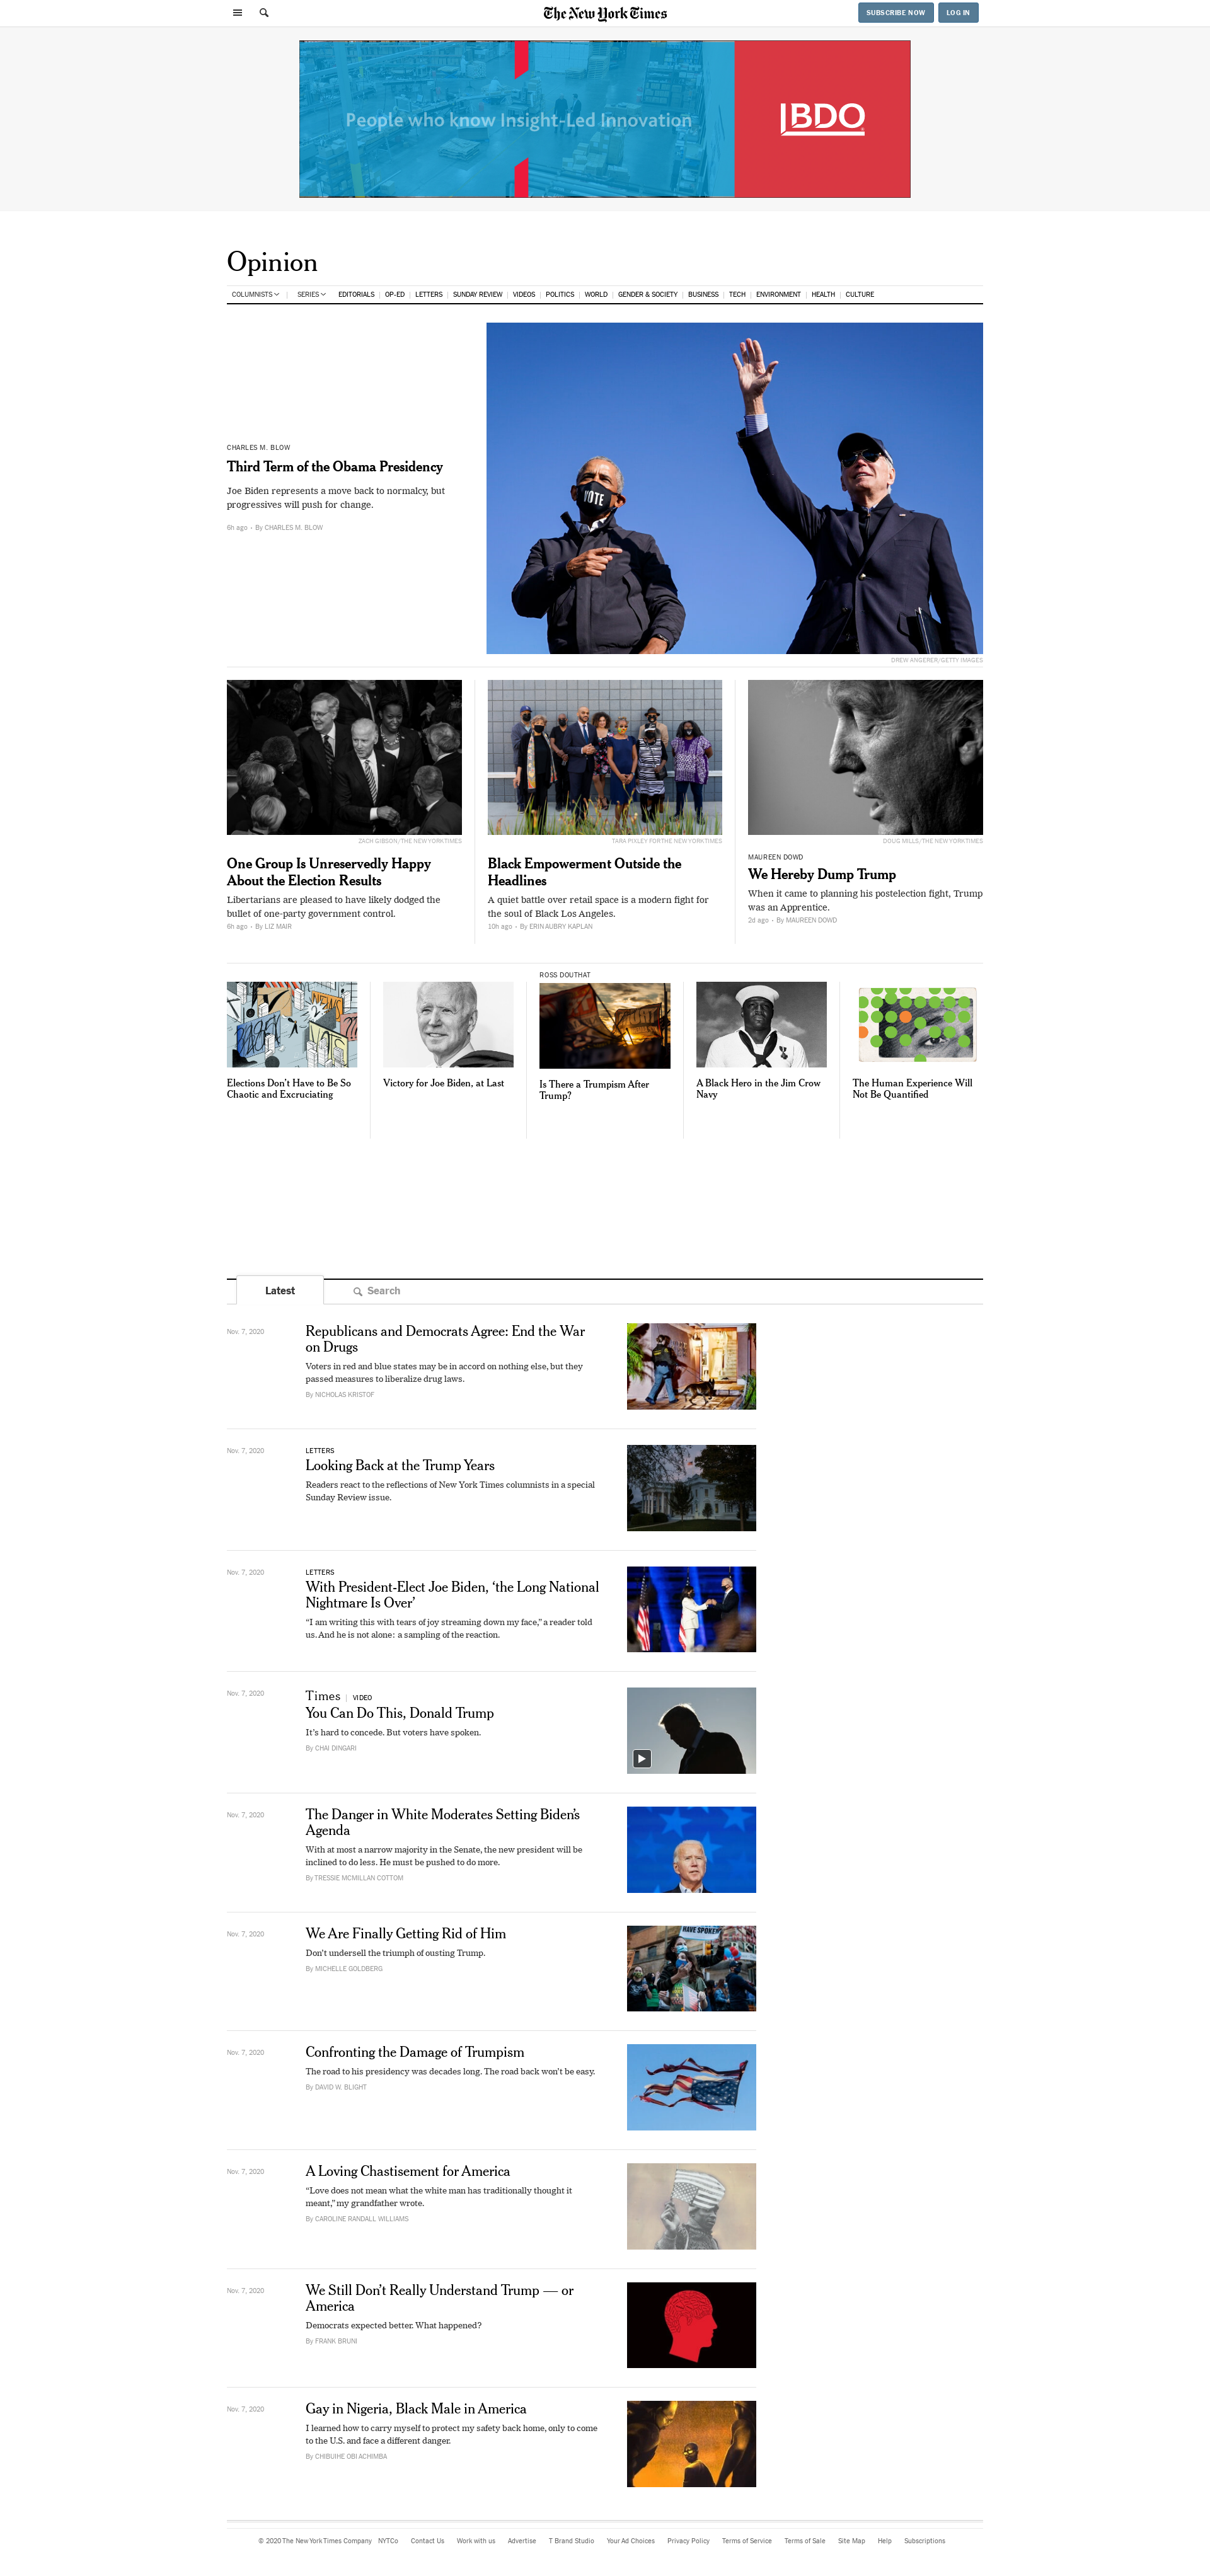 The New York Times
SUBSCRIBE NOW
LOG IN
People who know Insight-Led Innovation
BDO
Opinion
COLUMNISTS
SERIES
EDITORIALS
OP-ED
LETTERS
SUNDAY REVIEW
VIDEOS
POLITICS
WORLD
GENDER & SOCIETY
BUSINESS
TECH
ENVIRONMENT
HEALTH
CULTURE
CHARLES M. BLOW
Third Term of the Obama Presidency
Joe Biden represents a move back to normalcy, but
progressives will push for change.
6h ago • By CHARLES M. BLOW
VOTE
DREW ANGERER/GETTY IMAGES
ZACH GIBSON/THE NEW YORK TIMES
One Group Is Unreservedly Happy
About the Election Results
Libertarians are pleased to have likely dodged the
bullet of one-party government control.
6h ago • By LIZ MAIR
TARA PIXLEY FOR THE NEW YORK TIMES
Black Empowerment Outside the
Headlines
A quiet battle over retail space is a modern fight for
the soul of Black Los Angeles.
10h ago • By ERIN AUBRY KAPLAN
DOUG MILLS/THE NEW YORK TIMES
MAUREEN DOWD
We Hereby Dump Trump
When it came to planning his postelection fight, Trump
was an Apprentice.
2d ago • By MAUREEN DOWD
NEWS
Elections Don’t Have to Be So
Chaotic and Excruciating
Victory for Joe Biden, at Last
ROSS DOUTHAT
Is There a Trumpism After
Trump?
A Black Hero in the Jim Crow
Navy
The Human Experience Will
Not Be Quantified
Latest
Search
Nov. 7, 2020
Republicans and Democrats Agree: End the War
on Drugs
Voters in red and blue states may be in accord on nothing else, but they
passed measures to liberalize drug laws.
By NICHOLAS KRISTOF
Nov. 7, 2020
LETTERS
Looking Back at the Trump Years
Readers react to the reflections of New York Times columnists in a special
Sunday Review issue.
Nov. 7, 2020
LETTERS
With President-Elect Joe Biden, ‘the Long National
Nightmare Is Over’
“I am writing this with tears of joy streaming down my face,” a reader told
us. And he is not alone: a sampling of the reaction.
Nov. 7, 2020
Times | VIDEO
You Can Do This, Donald Trump
It’s hard to concede. But voters have spoken.
By CHAI DINGARI
Nov. 7, 2020
The Danger in White Moderates Setting Biden’s
Agenda
With at most a narrow majority in the Senate, the new president will be
inclined to do less. He must be pushed to do more.
By TRESSIE MCMILLAN COTTOM
Nov. 7, 2020
We Are Finally Getting Rid of Him
Don’t undersell the triumph of ousting Trump.
By MICHELLE GOLDBERG
HAVE SPOKEN
Nov. 7, 2020
Confronting the Damage of Trumpism
The road to his presidency was decades long. The road back won’t be easy.
By DAVID W. BLIGHT
Nov. 7, 2020
A Loving Chastisement for America
“Love does not mean what the white man has traditionally thought it
meant,” my grandfather wrote.
By CAROLINE RANDALL WILLIAMS
Nov. 7, 2020
We Still Don’t Really Understand Trump — or
America
Democrats expected better. What happened?
By FRANK BRUNI
Nov. 7, 2020
Gay in Nigeria, Black Male in America
I learned how to carry myself to protect my safety back home, only to come
to the U.S. and face a different danger.
By CHIBUIHE OBI ACHIMBA
© 2020 The New York Times Company
NYTCo
Contact Us
Work with us
Advertise
T Brand Studio
Your Ad Choices
Privacy Policy
Terms of Service
Terms of Sale
Site Map
Help
Subscriptions